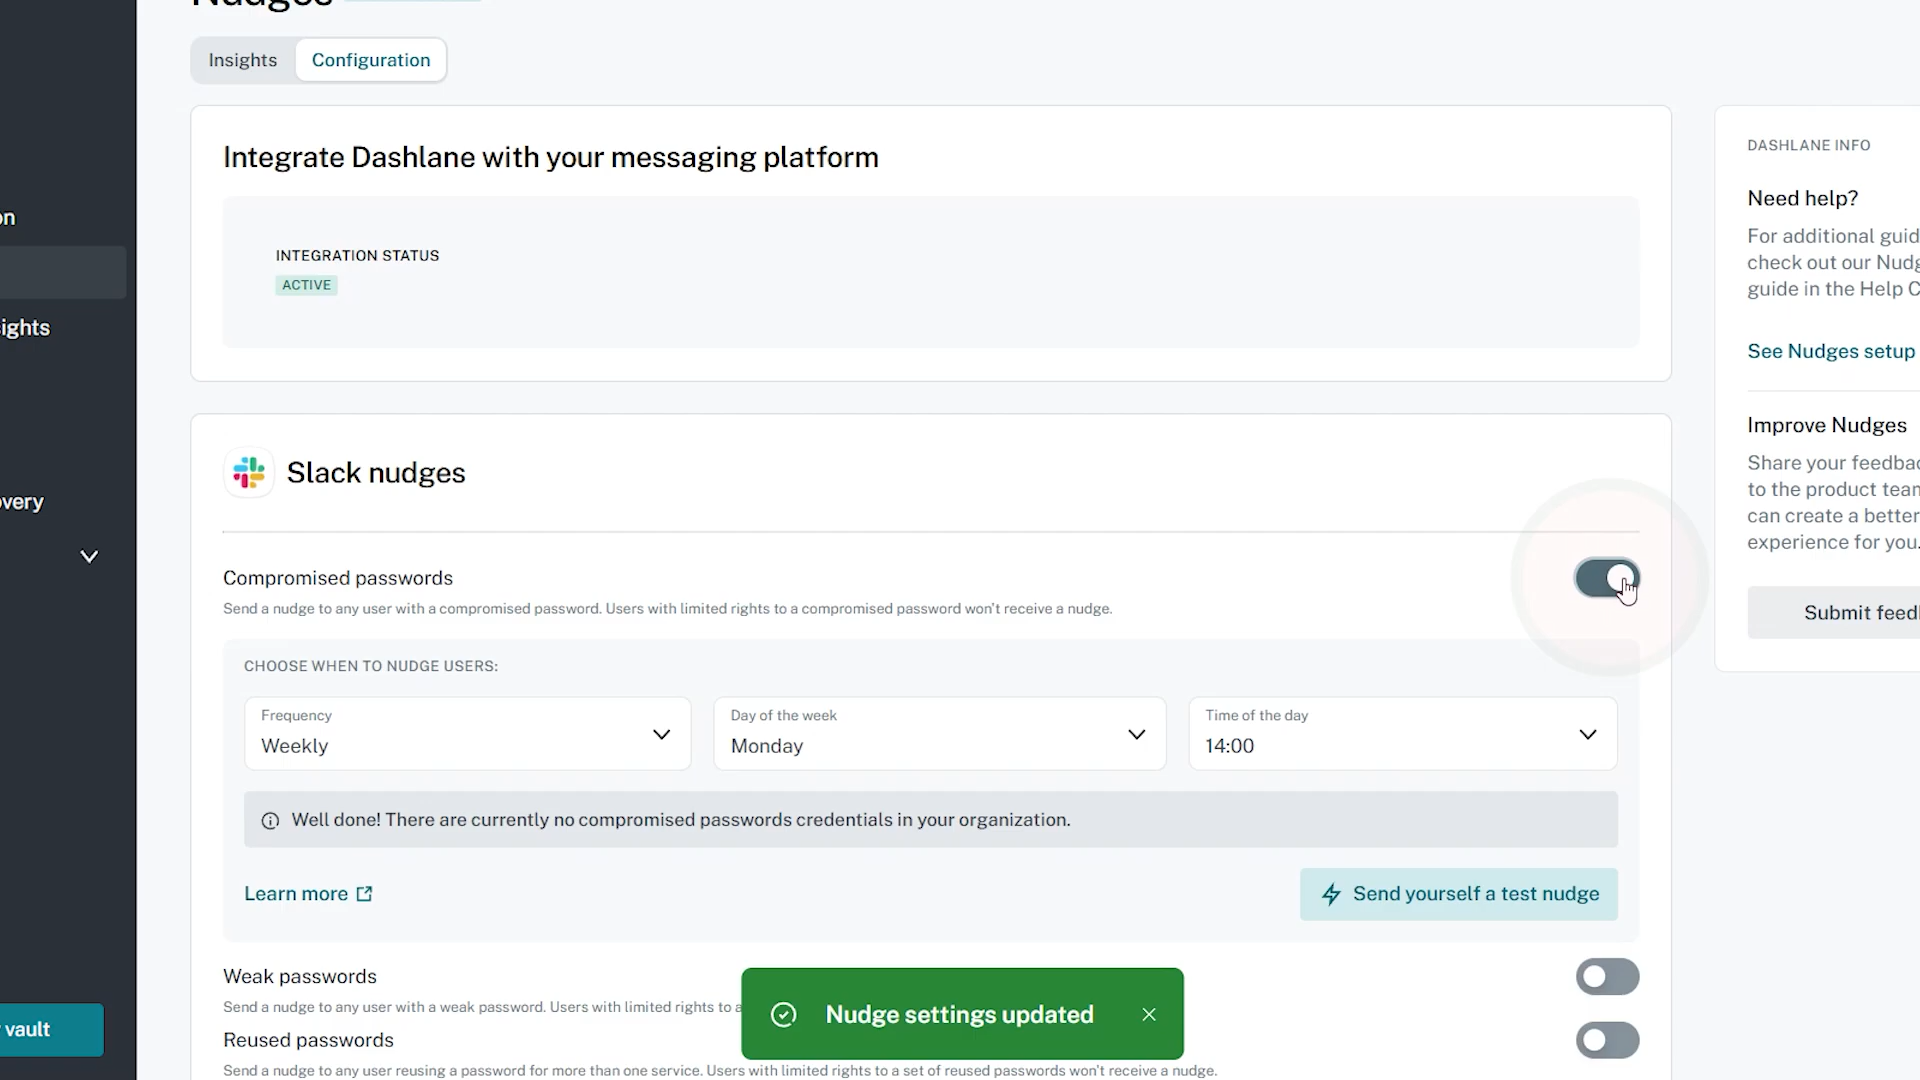 Nudges
Insights
Configuration
Integrate Dashlane with your messaging platform
INTEGRATION STATUS
ACTIVE
Slack nudges
Compromised passwords
Send a nudge to any user with a compromised password. Users with limited rights to a compromised password won't receive a nudge.
CHOOSE WHEN TO NUDGE USERS:
Frequency
Weekly
Day of the week
Monday
Time of the day
14:00
Well done! There are currently no compromised passwords credentials in your organization.
Learn more
Send yourself a test nudge
Weak passwords
Send a nudge to any user with a weak password. Users with limited rights to a
Reused passwords
Send a nudge to any user reusing a password for more than one service. Users with limited rights to a set of reused passwords won't receive a nudge.
Nudge settings updated
DASHLANE INFO
Need help?
For additional guid
check out our Nudg
guide in the Help C
See Nudges setup
Improve Nudges
Share your feedbac
to the product team
can create a better
experience for you.
Submit feed
on
ights
overy
vault